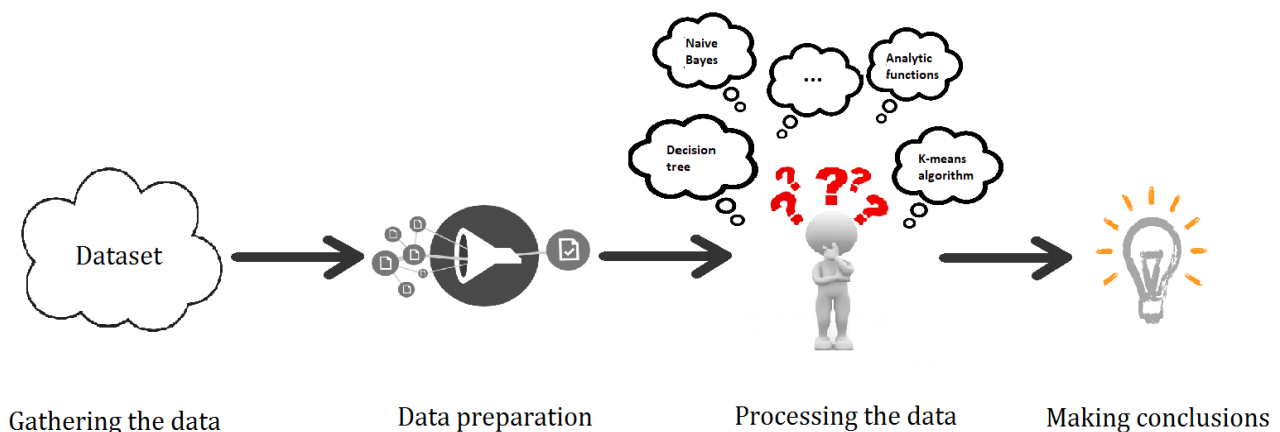 Naive
Bayes
...
Analytic
functions
Decision
tree
K-means
algorithm
Dataset
Gathering the data
Data preparation
Processing the data
Making conclusions